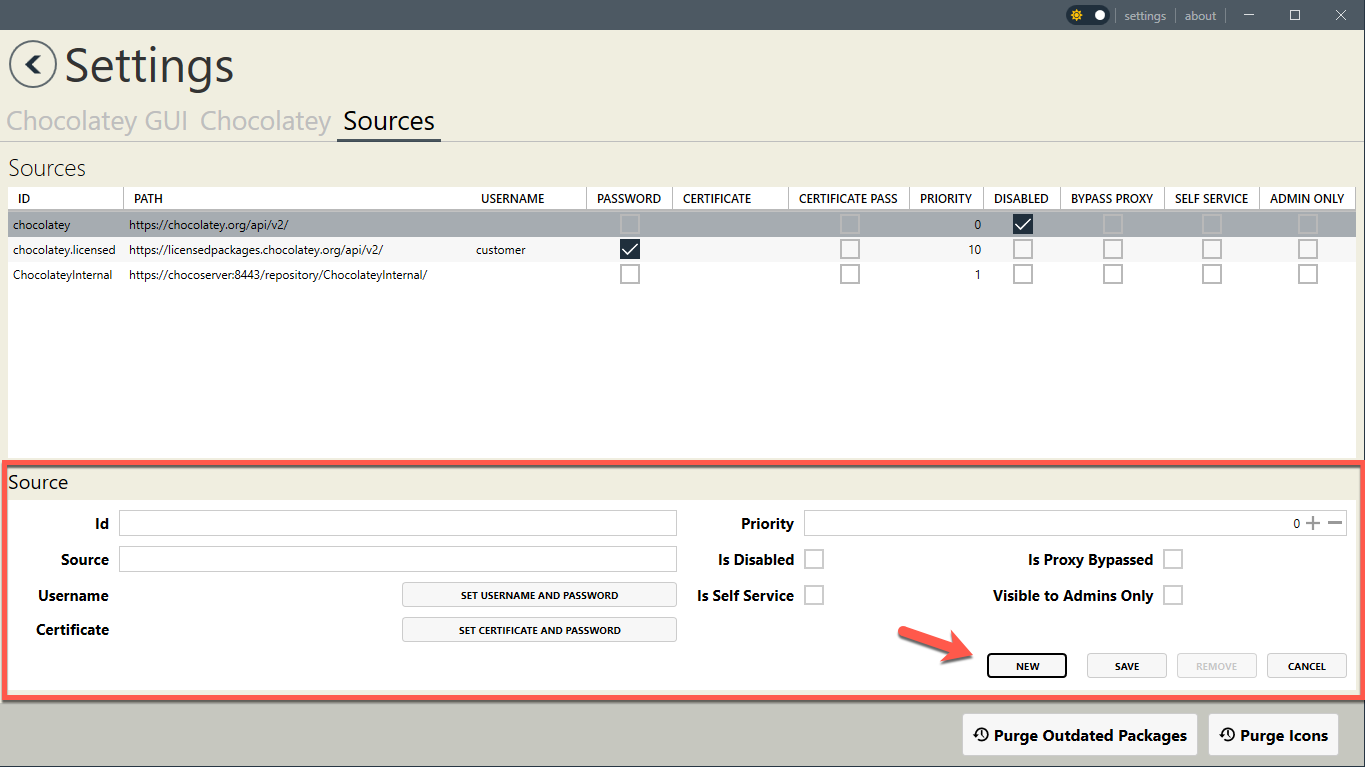 settings about
Settings
Chocolatey GUI Chocolatey Sources
Sources
ID PATH USERNAME PASSWORD CERTIFICATE CERTIFICATE PASS PRIORITY DISABLED BYPASS PROXY SELF SERVICE ADMIN ONLY
chocolatey https://chocolatey.org/api/v2/ 0
chocolatey.licensed https://licensedpackages.chocolatey.org/api/v2/ customer 10
ChocolateyInternal https://chocoserver:8443/repository/ChocolateyInternal/ 1
Source
Id Priority 0
Source Is Disabled Is Proxy Bypassed
Username SET USERNAME AND PASSWORD Is Self Service Visible to Admins Only
Certificate SET CERTIFICATE AND PASSWORD
NEW SAVE REMOVE CANCEL
Purge Outdated Packages Purge Icons